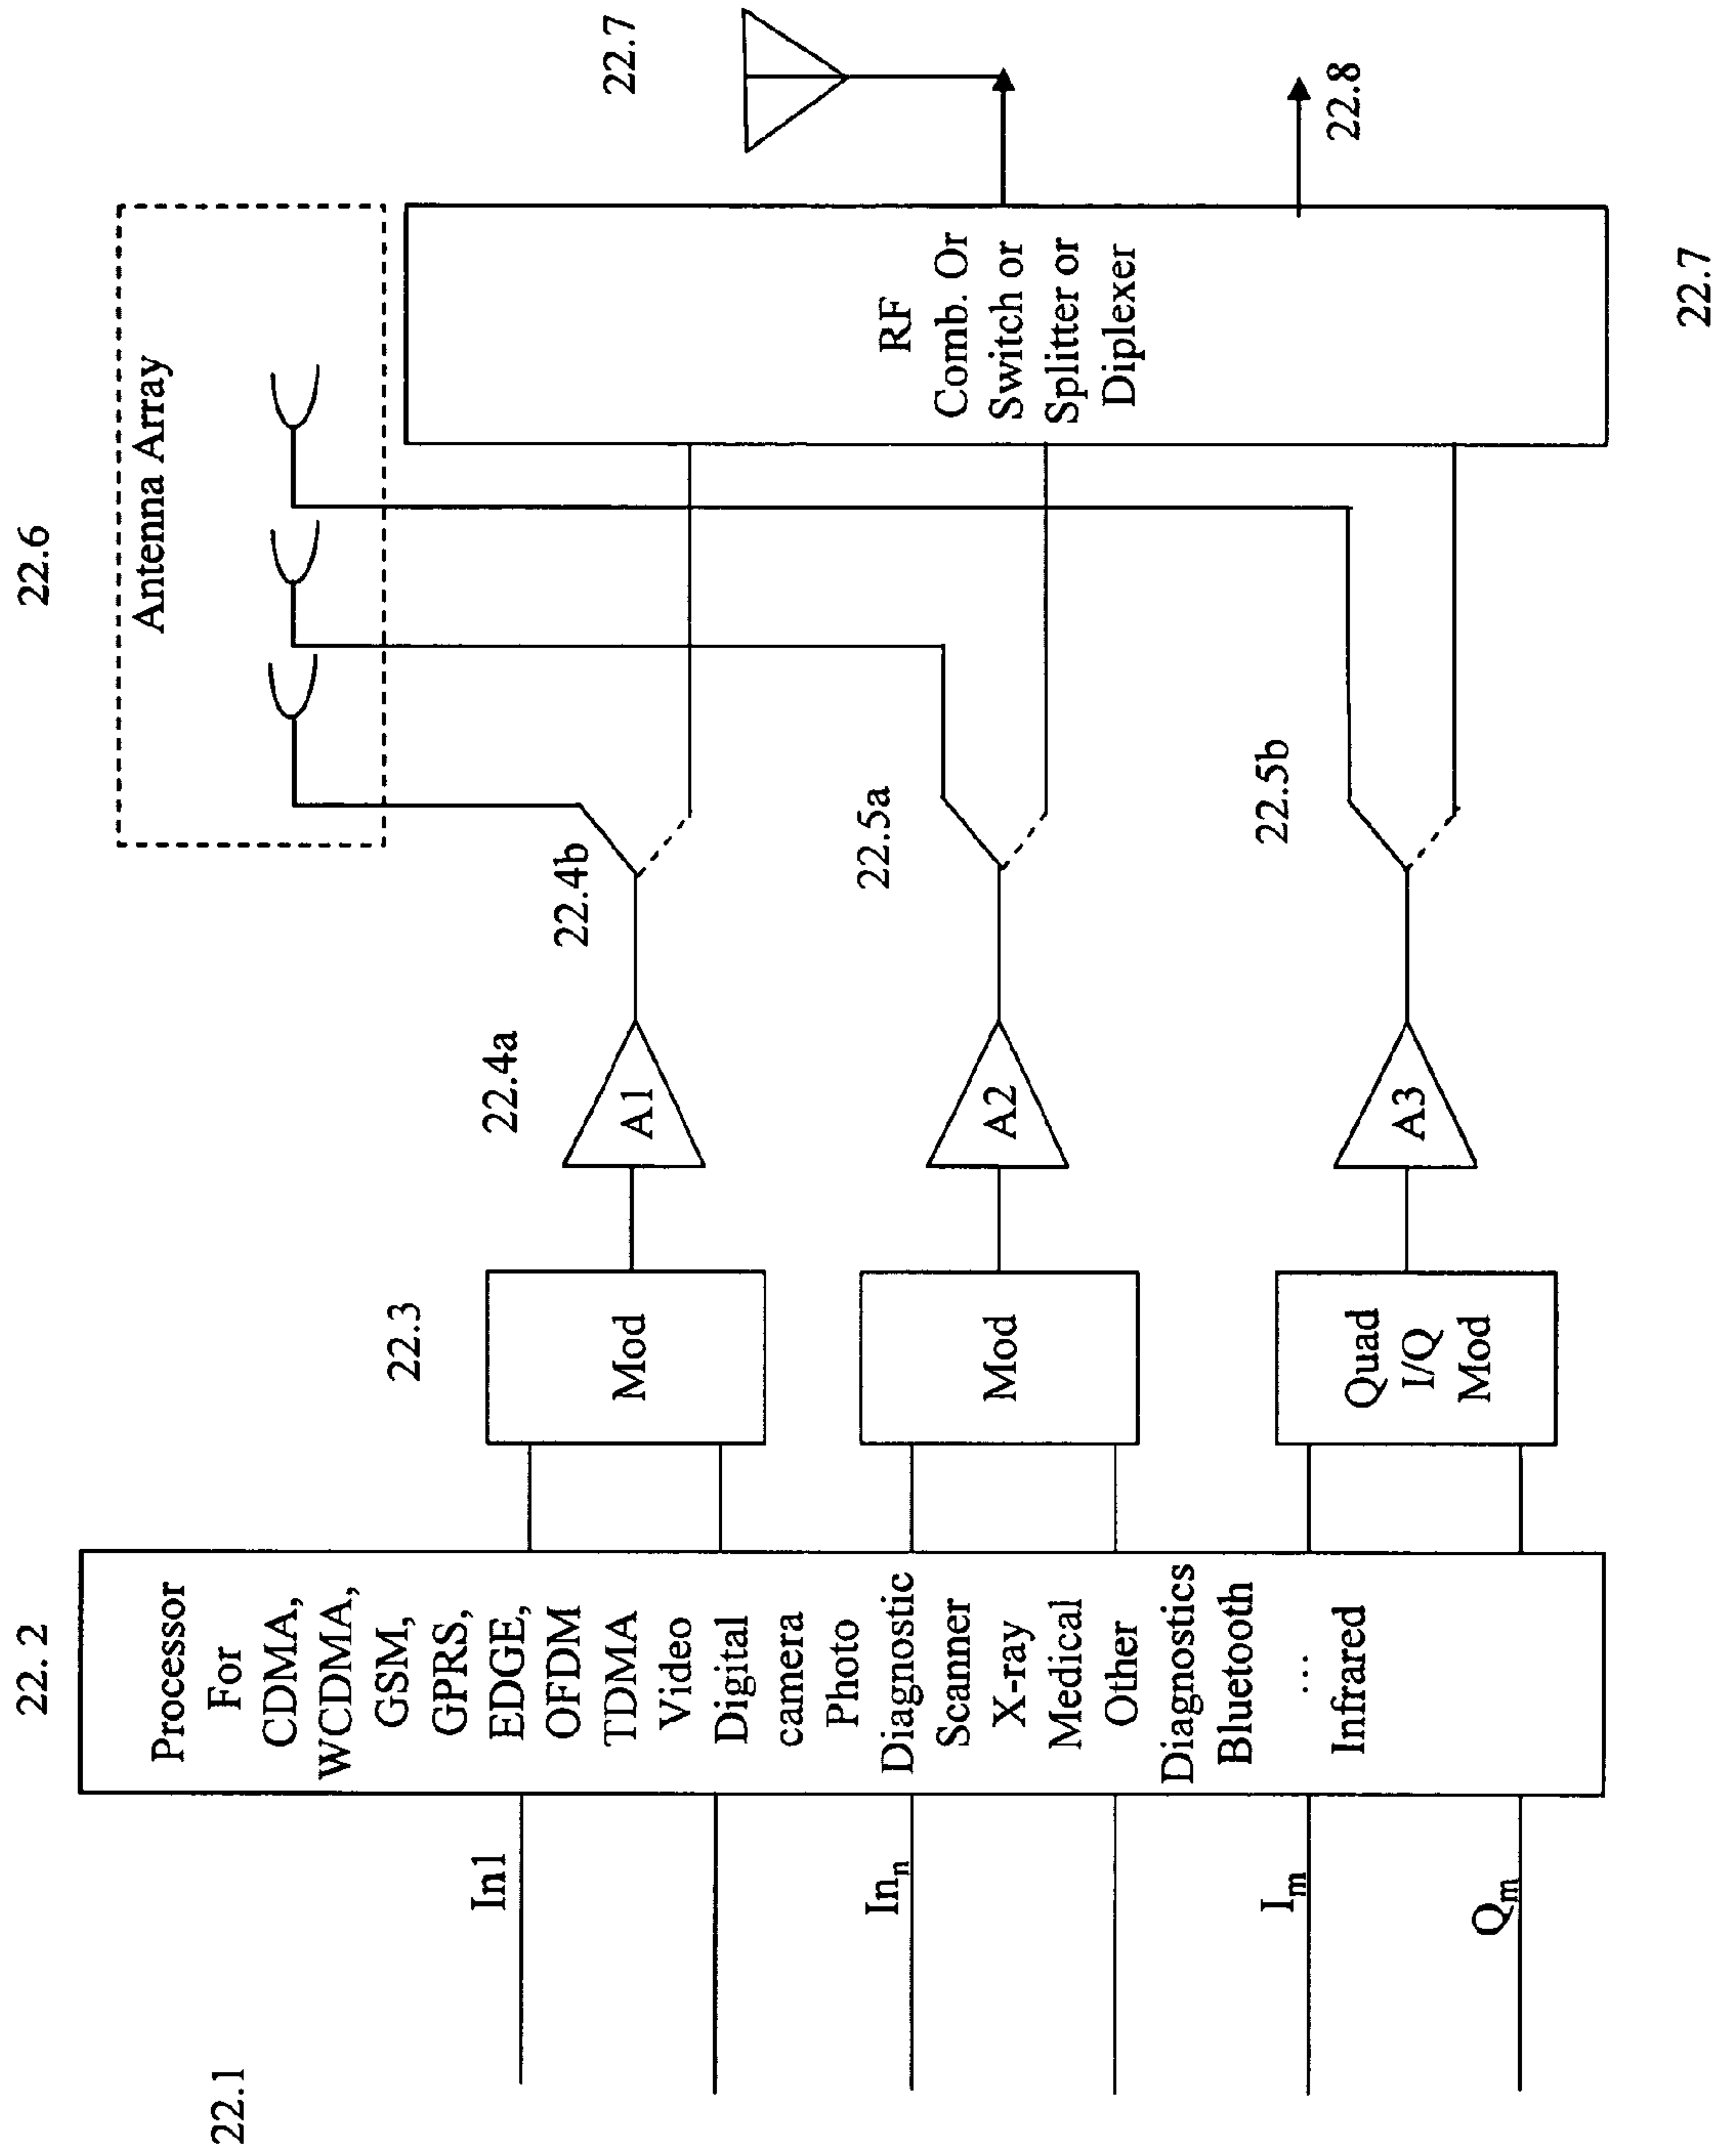 22.1
In1
In_n
I_m
Q_m
22. 2
Processor
For
CDMA,
WCDMA,
GSM,
GPRS,
EDGE,
OFDM
TDMA
Video
Digital
camera
Photo
Diagnostic
Scanner
X-ray
Medical
Other
Diagnostics
Bluetooth
...
Infrared
22.3
Mod
Mod
Quad
I/Q
Mod
22.4a
A1
A2
A3
22.4b
22.5a
22.5b
22.6
Antenna Array
RF
Comb. Or
Switch or
Splitter or
Diplexer
22.7
22.7
22.8